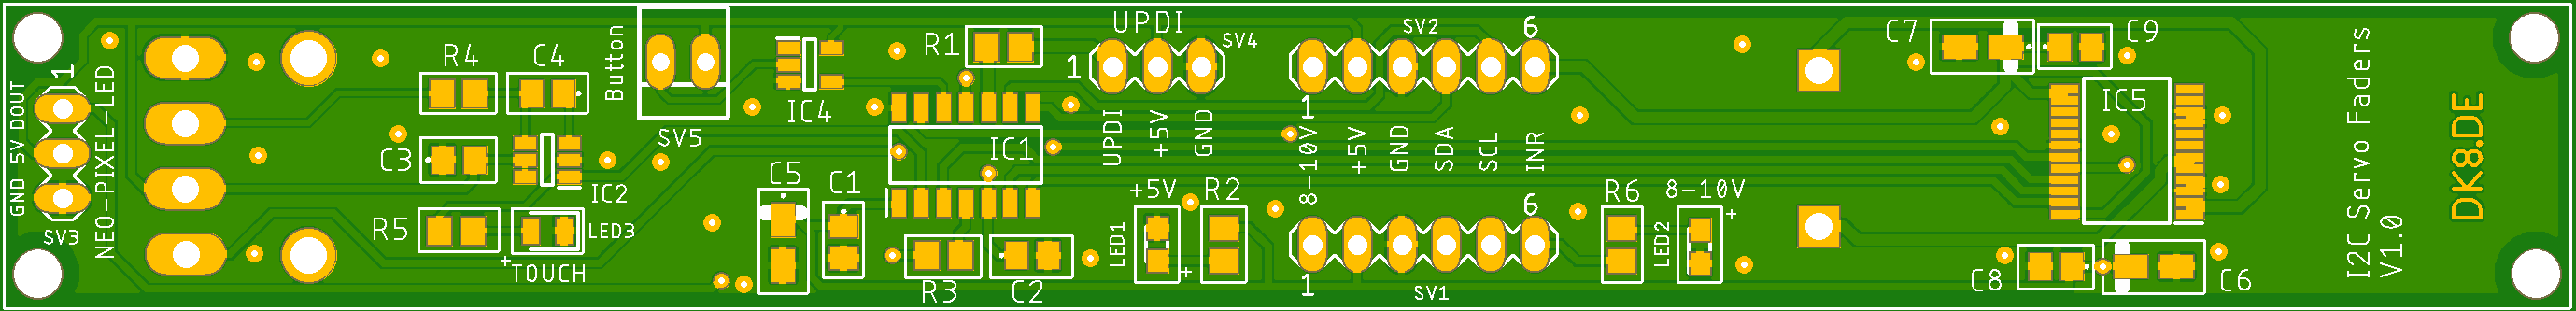 GND 5V DOUT
1
SV3
NEO-PIXEL-LED
R4
C4
C3
IC2
R5
LED3
+
TOUCH
Button
SV5
IC4
C5
C1
R1
IC1
R3
C2
UPDI
1
SV4
UPDI
+5V
GND
+5V
LED1
+
R2
SV2
6
1
8-10V
+5V
GND
SDA
SCL
INR
6
1
SV1
R6
8-10V
LED2
+
C7
C9
IC5
C8
C6
I2C Servo Faders
V1.0
DK8.DE